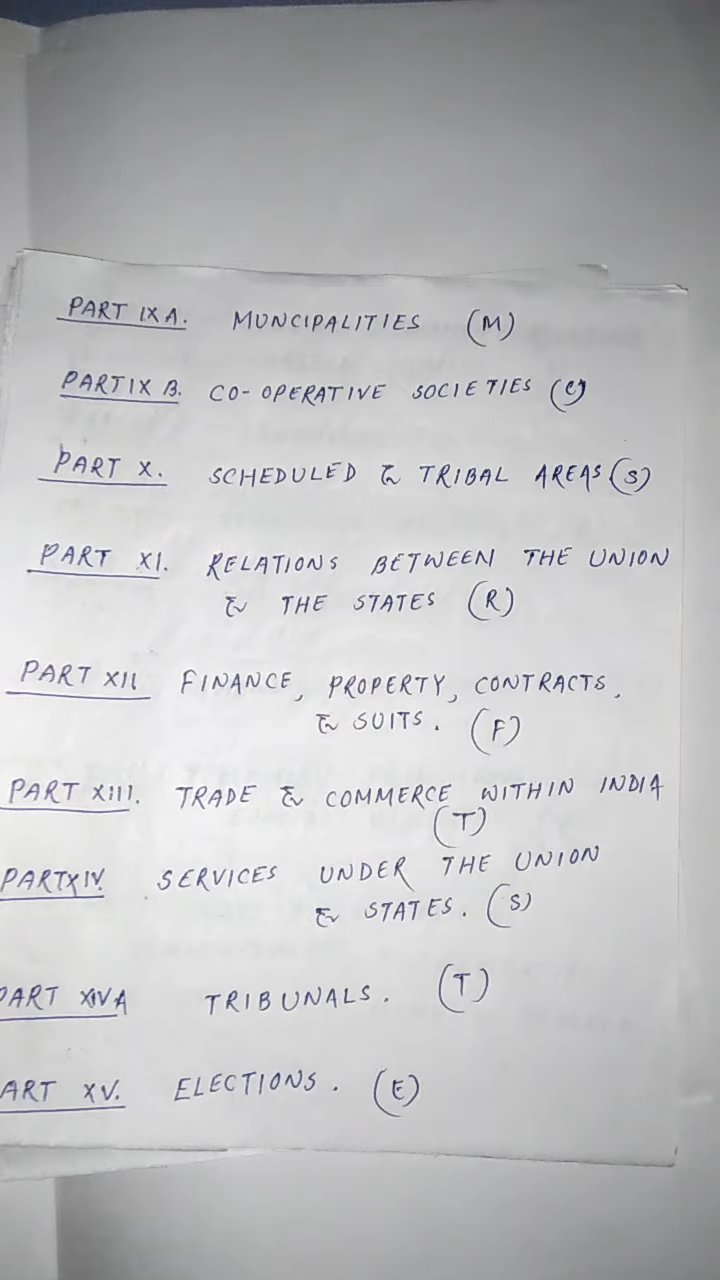 PART IX A. MUNCIPALITIES (M)
PART IX B. CO-OPERATIVE SOCIETIES (C)
PART X. SCHEDULED & TRIBAL AREAS (S)
PART XI. RELATIONS BETWEEN THE UNION
& THE STATES (R)
PART XII FINANCE, PROPERTY, CONTRACTS,
& SUITS. (F)
PART XIII. TRADE & COMMERCE WITHIN INDIA
(T)
PART XIV. SERVICES UNDER THE UNION
& STATES. (S)
PART XIVA TRIBUNALS. (T)
ART XV. ELECTIONS. (E)